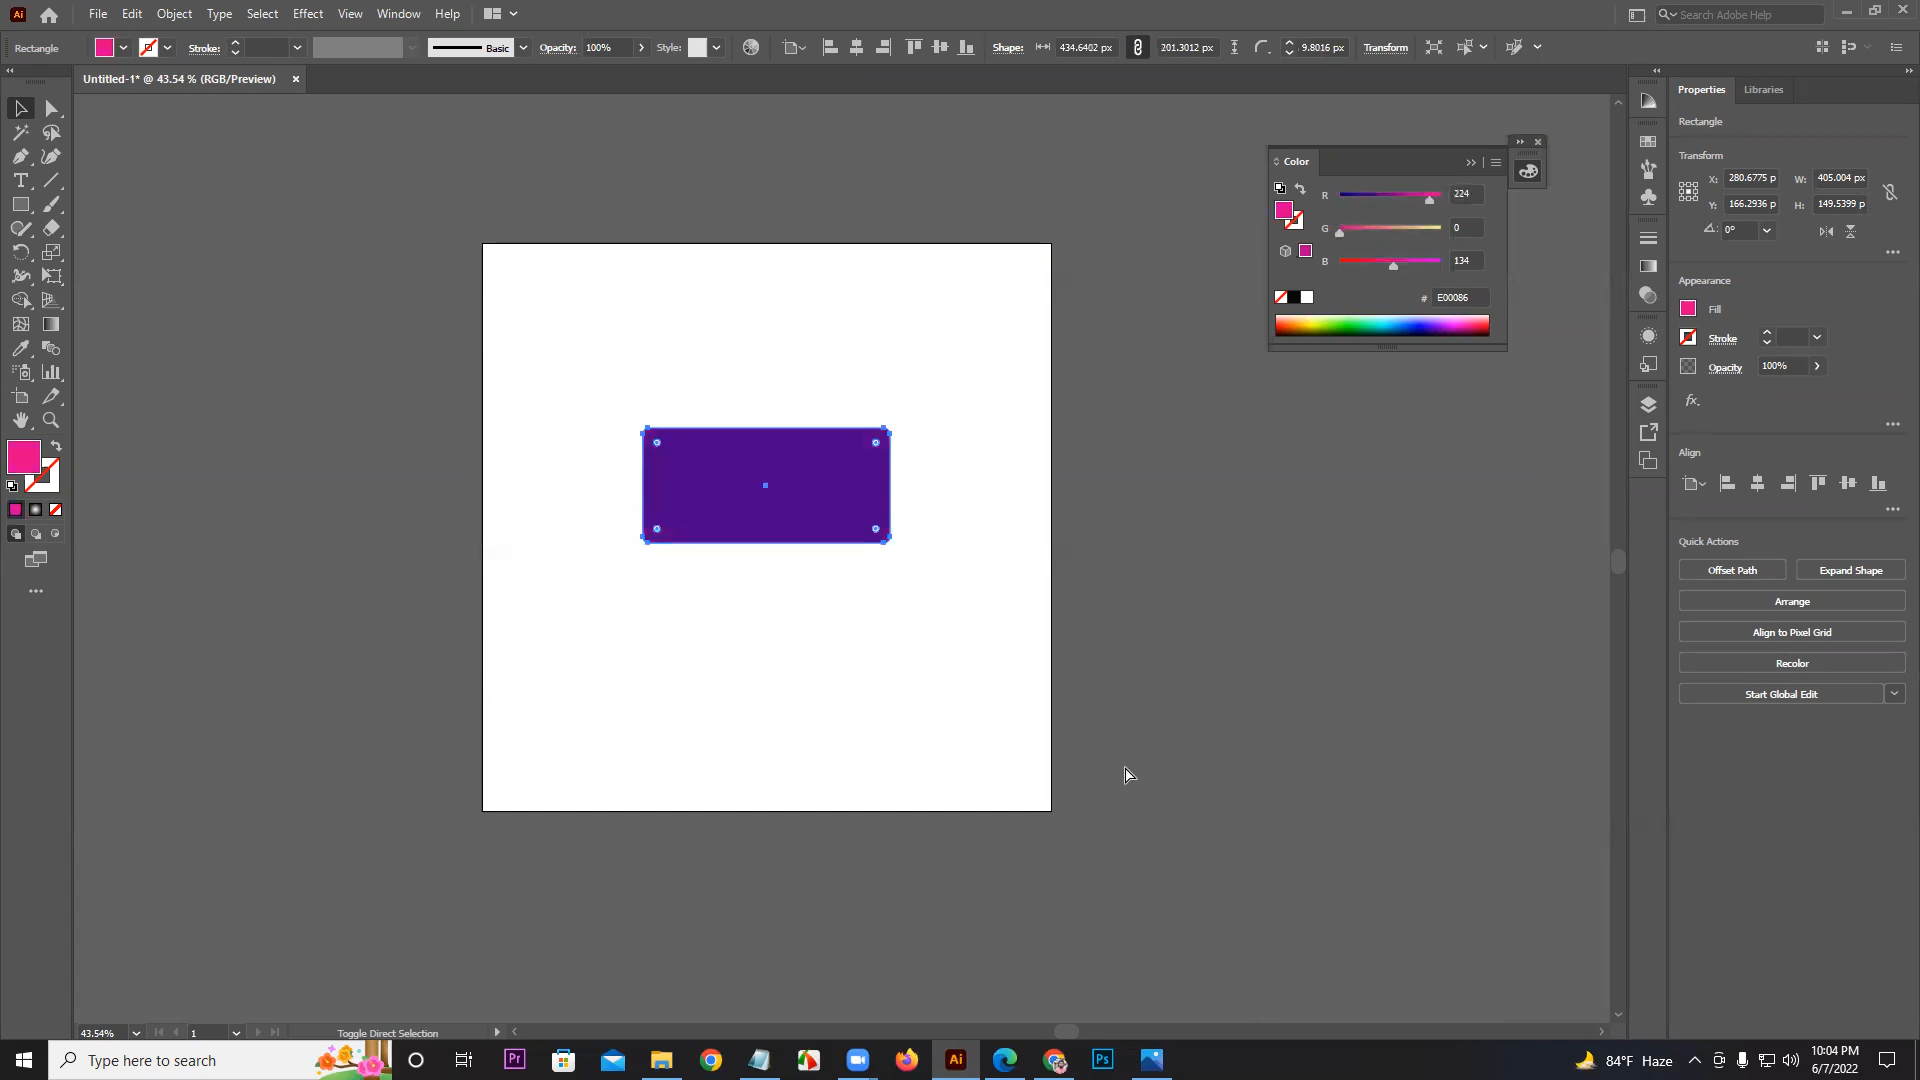 Ai File Edit Object Type Select Effect View Window Help Search Adobe Help
Rectangle Stroke: Basic Opacity: 100% Style: Shape: 434.6402 px 201.3012 px 9.8016 px Transform
Untitled-1* @ 43.54 % (RGB/Preview)
Properties Libraries
Rectangle
Transform
X: 280.6775 p W: 405.004 px
Y: 166.2936 p H: 149.5399 p
0°
Color
R 224
G 0
B 134
# E00086
Appearance
Fill
Stroke
Opacity 100%
fx.
Align
Quick Actions
Offset Path Expand Shape
Arrange
Align to Pixel Grid
Recolor
Start Global Edit
43.54% 1 Toggle Direct Selection
Type here to search Pr Ai Ps 84°F Haze 10:04 PM
6/7/2022